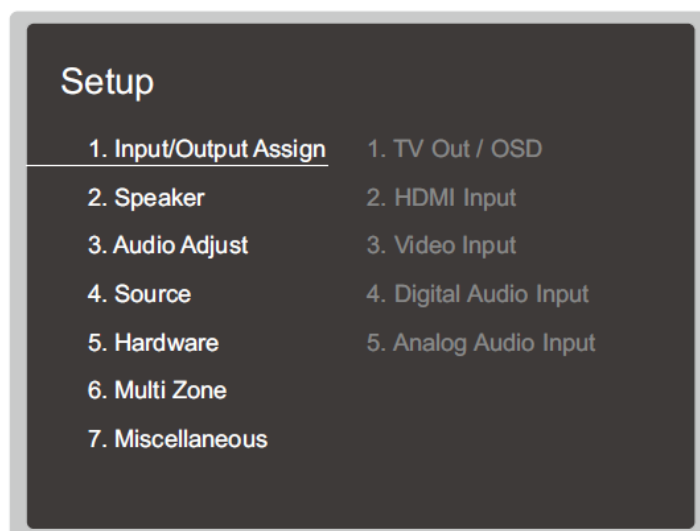 Setup
1. Input/Output Assign
2. Speaker
3. Audio Adjust
4. Source
5. Hardware
6. Multi Zone
7. Miscellaneous
1. TV Out / OSD
2. HDMI Input
3. Video Input
4. Digital Audio Input
5. Analog Audio Input